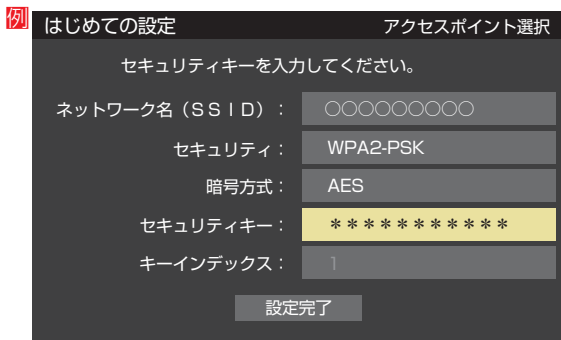 例
はじめての設定 アクセスポイント選択
セキュリティキーを入力してください。
ネットワーク名（ＳＳＩＤ）： ○○○○○○○○○
セキュリティ： WPA2-PSK
暗号方式： AES
セキュリティキー： ＊＊＊＊＊＊＊＊＊＊＊
キーインデックス： 1
設定完了